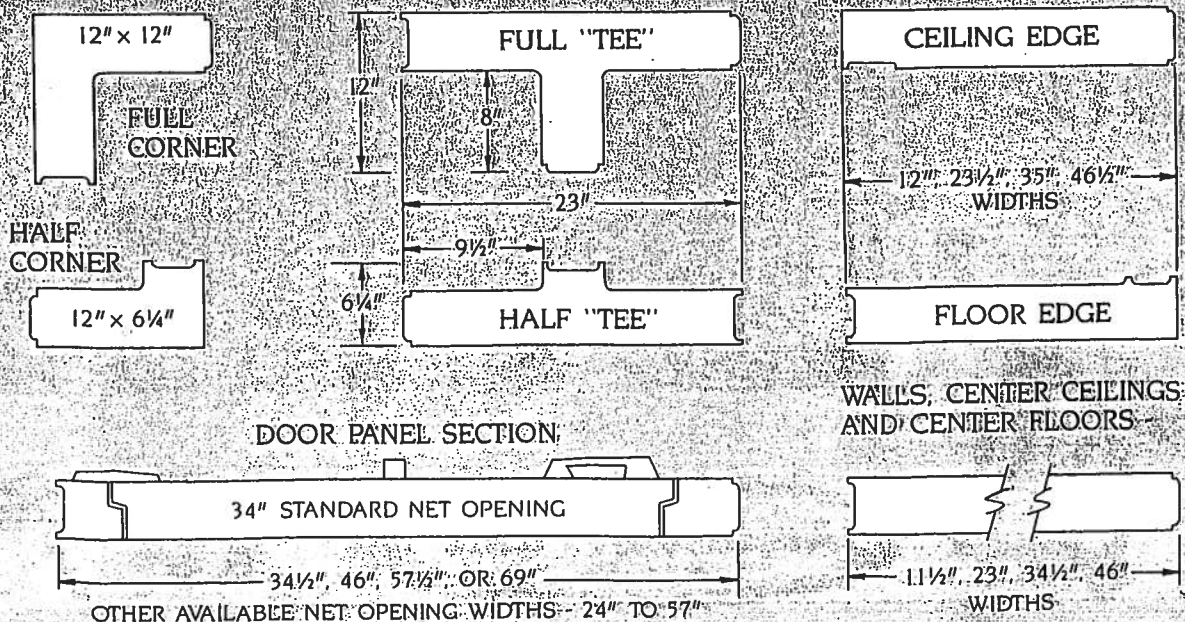 12" x 12"
FULL
CORNER
HALF
CORNER
12" x 6¼"
FULL "TEE"
12"
8"
23"
9½"
6¼"
HALF "TEE"
CEILING EDGE
12", 23½", 35", 46½"
WIDTHS
FLOOR EDGE
DOOR PANEL SECTION
34" STANDARD NET OPENING
34½", 46", 57½", OR 69"
OTHER AVAILABLE NET OPENING WIDTHS - 24" TO 57"
WALLS, CENTER CEILINGS
AND CENTER FLOORS
11½", 23", 34½", 46"
WIDTHS